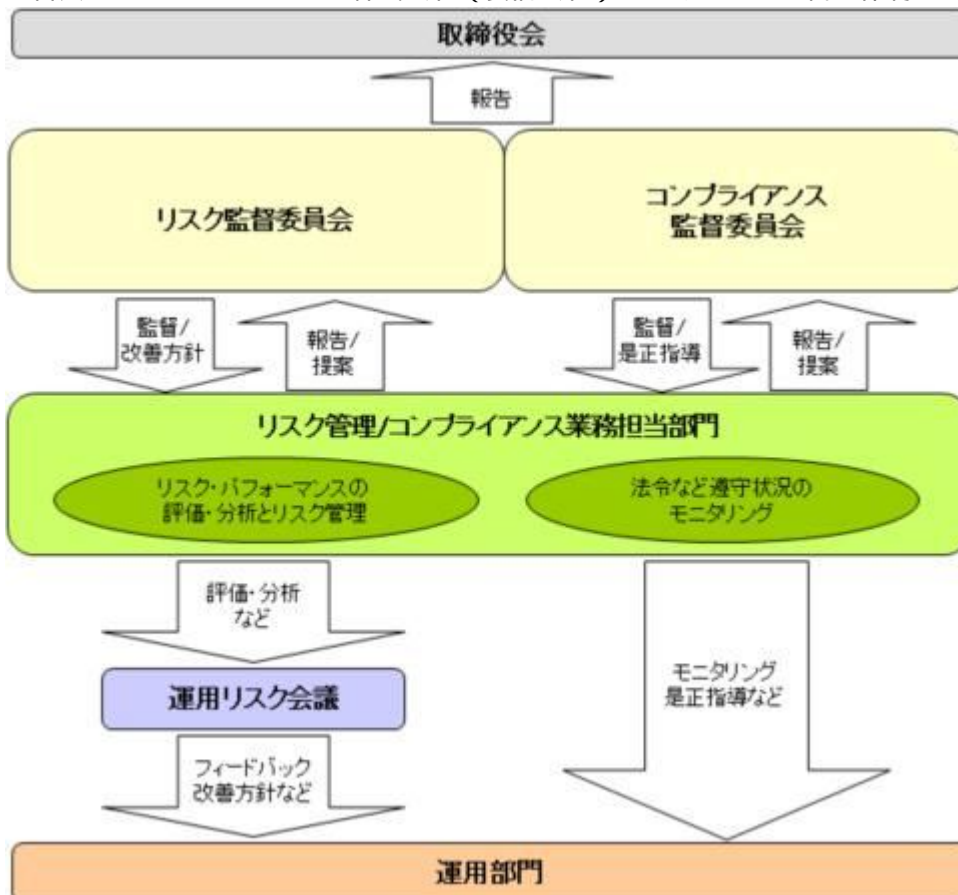 取締役会
報告
リスク監督委員会
コンプライアンス
監督委員会
監督/
改善方針
報告/
提案
監督/
是正指導
報告/
提案
リスク管理/コンプライアンス業務担当部門
リスク・パフォーマンスの
評価・分析とリスク管理
法令など遵守状況の
モニタリング
評価・分析
など
運用リスク会議
モニタリング
是正指導など
フィードバック
改善方針など
運用部門